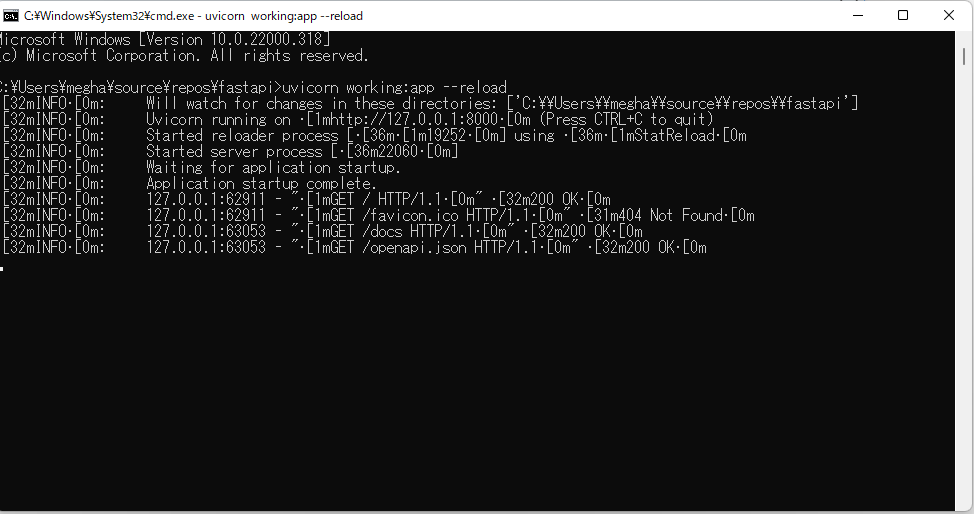 C:¥Windows¥System32¥cmd.exe - uvicorn  working:app --reload
Microsoft Windows [Version 10.0.22000.318]
(c) Microsoft Corporation. All rights reserved.
C:¥Users¥megha¥source¥repos¥fastapi>uvicorn working:app --reload
[32mINFO·[0m:     Will watch for changes in these directories: ['C:¥¥Users¥¥megha¥¥source¥¥repos¥¥fastapi']
[32mINFO·[0m:     Uvicorn running on ·[1mhttp://127.0.0.1:8000·[0m (Press CTRL+C to quit)
[32mINFO·[0m:     Started reloader process [·[36m·[1m19252·[0m] using ·[36m·[1mStatReload·[0m
[32mINFO·[0m:     Started server process [·[36m22060·[0m]
[32mINFO·[0m:     Waiting for application startup.
[32mINFO·[0m:     Application startup complete.
[32mINFO·[0m:     127.0.0.1:62911 - "·[1mGET / HTTP/1.1·[0m" ·[32m200 OK·[0m
[32mINFO·[0m:     127.0.0.1:62911 - "·[1mGET /favicon.ico HTTP/1.1·[0m" ·[31m404 Not Found·[0m
[32mINFO·[0m:     127.0.0.1:63053 - "·[1mGET /docs HTTP/1.1·[0m" ·[32m200 OK·[0m
[32mINFO·[0m:     127.0.0.1:63053 - "·[1mGET /openapi.json HTTP/1.1·[0m" ·[32m200 OK·[0m